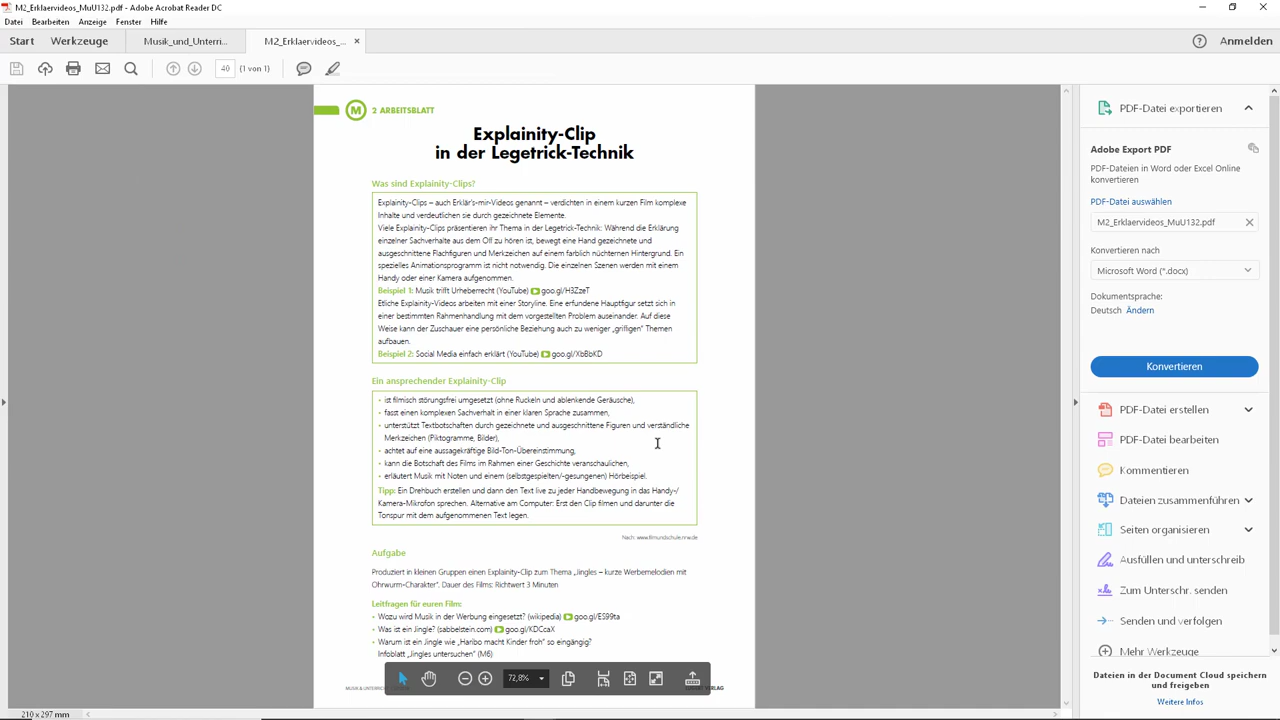 M2_Erklaervideos_MuU132.pdf - Adobe Acrobat Reader DC
Datei Bearbeiten Anzeige Fenster Hilfe
Start Werkzeuge Musik_und_Unterri... M2_Erklaervideos_... × Anmelden
40 (1 von 1)
M 2 ARBEITSBLATT
Explainity-Clip
in der Legetrick-Technik
Was sind Explainity-Clips?
Explainity-Clips – auch Erklär's-mir-Videos genannt – verdichten in einem kurzen Film komplexe
Inhalte und verdeutlichen sie durch gezeichnete Elemente.
Viele Explainity-Clips präsentieren ihr Thema in der Legetrick-Technik: Während die Erklärung
einzelner Sachverhalte aus dem Off zu hören ist, bewegt eine Hand gezeichnete und
ausgeschnittene Flachfiguren und Merkzeichen auf einem farblich nüchternen Hintergrund. Ein
spezielles Animationsprogramm ist nicht notwendig. Die einzelnen Szenen werden mit einem
Handy oder einer Kamera aufgenommen.
Beispiel 1: Musik trifft Urheberrecht (YouTube) goo.gl/H3ZzeT
Etliche Explainity-Videos arbeiten mit einer Storyline. Eine erfundene Hauptfigur setzt sich in
einer bestimmten Rahmenhandlung mit dem vorgestellten Problem auseinander. Auf diese
Weise kann der Zuschauer eine persönliche Beziehung auch zu weniger „griffigen" Themen
aufbauen.
Beispiel 2: Social Media einfach erklärt (YouTube) goo.gl/XbBbKD
Ein ansprechender Explainity-Clip
• ist filmisch störungsfrei umgesetzt (ohne Ruckeln und ablenkende Geräusche),
• fasst einen komplexen Sachverhalt in einer klaren Sprache zusammen,
• unterstützt Textbotschaften durch gezeichnete und ausgeschnittene Figuren und verständliche
Merkzeichen (Piktogramme, Bilder),
• achtet auf eine aussagekräftige Bild-Ton-Übereinstimmung,
• kann die Botschaft des Films im Rahmen einer Geschichte veranschaulichen,
• erläutert Musik mit Noten und einem (selbstgespielten/-gesungenen) Hörbeispiel.
Tipp: Ein Drehbuch erstellen und dann den Text live zu jeder Handbewegung in das Handy-/
Kamera-Mikrofon sprechen. Alternative am Computer: Erst den Clip filmen und darunter die
Tonspur mit dem aufgenommenen Text legen.
Nach: www.filmundschule.nrw.de
Aufgabe
Produziert in kleinen Gruppen einen Explainity-Clip zum Thema „Jingles – kurze Werbemelodien mit
Ohrwurm-Charakter". Dauer des Films: Richtwert 3 Minuten
Leitfragen für euren Film:
• Wozu wird Musik in der Werbung eingesetzt? (wikipedia) goo.gl/ES99ta
• Was ist ein Jingle? (sabbelstein.com) goo.gl/KDCcaX
• Warum ist ein Jingle wie „Haribo macht Kinder froh" so eingängig?
Infoblatt „Jingles untersuchen" (M6)
72,8%
MUSIK & UNTERRICHT
VERLAG
210 x 297 mm
PDF-Datei exportieren
Adobe Export PDF
PDF-Dateien in Word oder Excel Online
konvertieren
PDF-Datei auswählen
M2_Erklaervideos_MuU132.pdf ×
Konvertieren nach
Microsoft Word (*.docx)
Dokumentsprache:
Deutsch Ändern
Konvertieren
PDF-Datei erstellen
PDF-Datei bearbeiten
Kommentieren
Dateien zusammenführen
Seiten organisieren
Ausfüllen und unterschreib
Zum Unterschr. senden
Senden und verfolgen
Mehr Werkzeuge
Dateien in der Document Cloud speichern
und freigeben
Weitere Infos